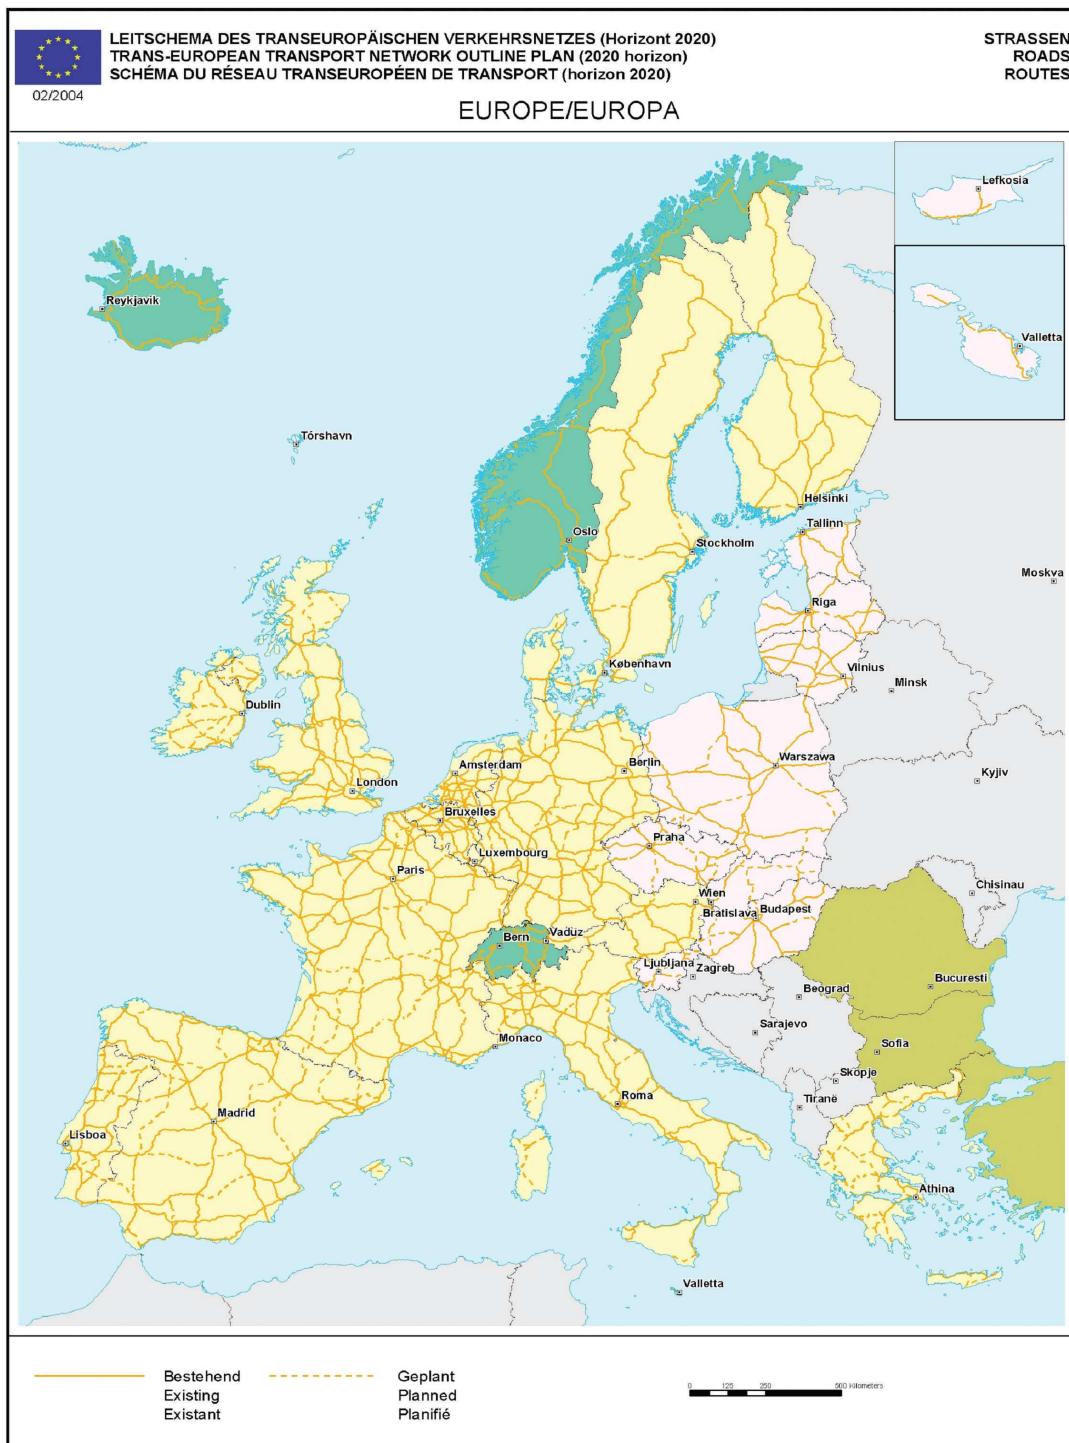 LEITSCHEMA DES TRANSEUROPÄISCHEN VERKEHRSNETZES (Horizont 2020)
TRANS-EUROPEAN TRANSPORT NETWORK OUTLINE PLAN (2020 horizon)
SCHÉMA DU RÉSEAU TRANSEUROPÉEN DE TRANSPORT (horizon 2020)
STRASSEN
ROADS
ROUTES
02/2004
EUROPE/EUROPA
Lefkosia
Reykjavík
Valletta
Tórshavn
Helsinki
Tallinn
Oslo
Stockholm
Moskva
Riga
København
Vilnius
Minsk
Dublin
Amsterdam
Berlin
Warszawa
London
Kyjiv
Bruxelles
Praha
Luxembourg
Paris
Chisinau
Wien
Bratislava
Budapest
Bern
Vaduz
Ljubljana
Zagreb
Bucuresti
Beograd
Sarajevo
Monaco
Sofia
Skopje
Roma
Tiranë
Madrid
Lisboa
Athina
Valletta
Bestehend
Existing
Existant
Geplant
Planned
Planifié
0 125 250 500 Kilometers